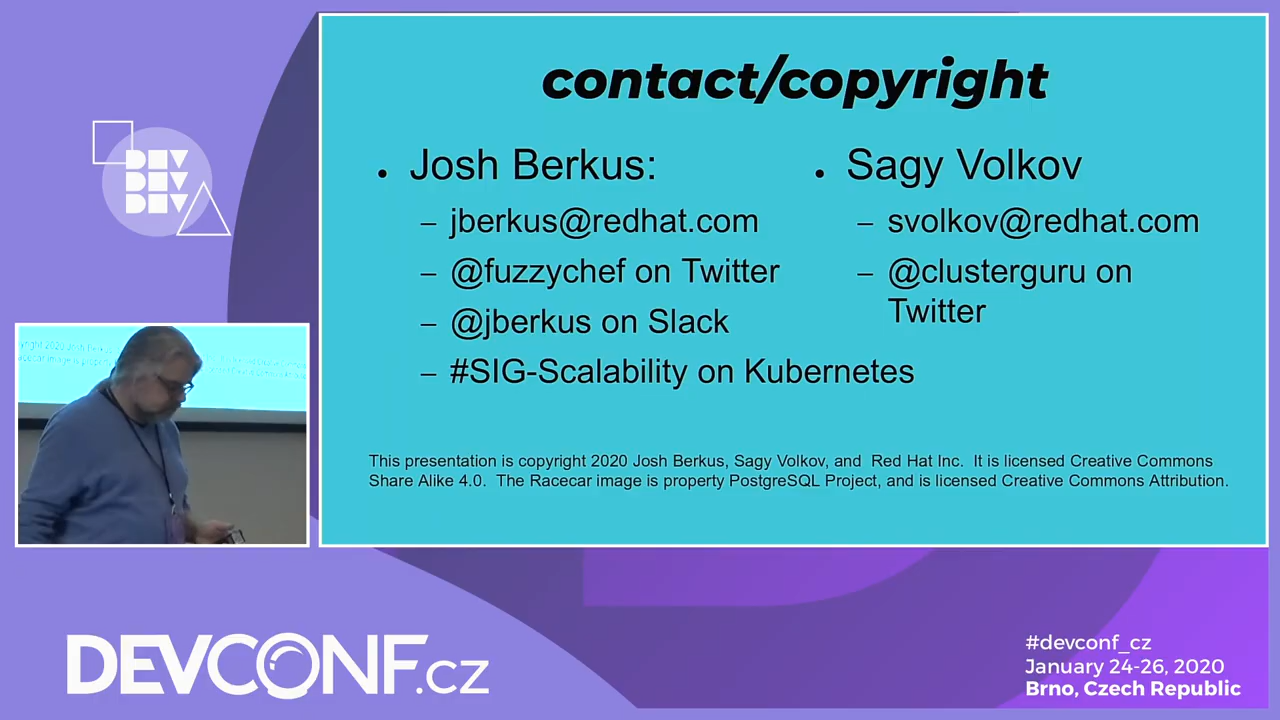 contact/copyright
• Josh Berkus:
– jberkus@redhat.com
– @fuzzychef on Twitter
– @jberkus on Slack
– #SIG-Scalability on Kubernetes
• Sagy Volkov
– svolkov@redhat.com
– @clusterguru on
Twitter
This presentation is copyright 2020 Josh Berkus, Sagy Volkov, and Red Hat Inc. It is licensed Creative Commons
Share Alike 4.0. The Racecar image is property PostgreSQL Project, and is licensed Creative Commons Attribution.
DEV
DEV
DEV
DEVCONF.cz
#devconf_cz
January 24-26, 2020
Brno, Czech Republic